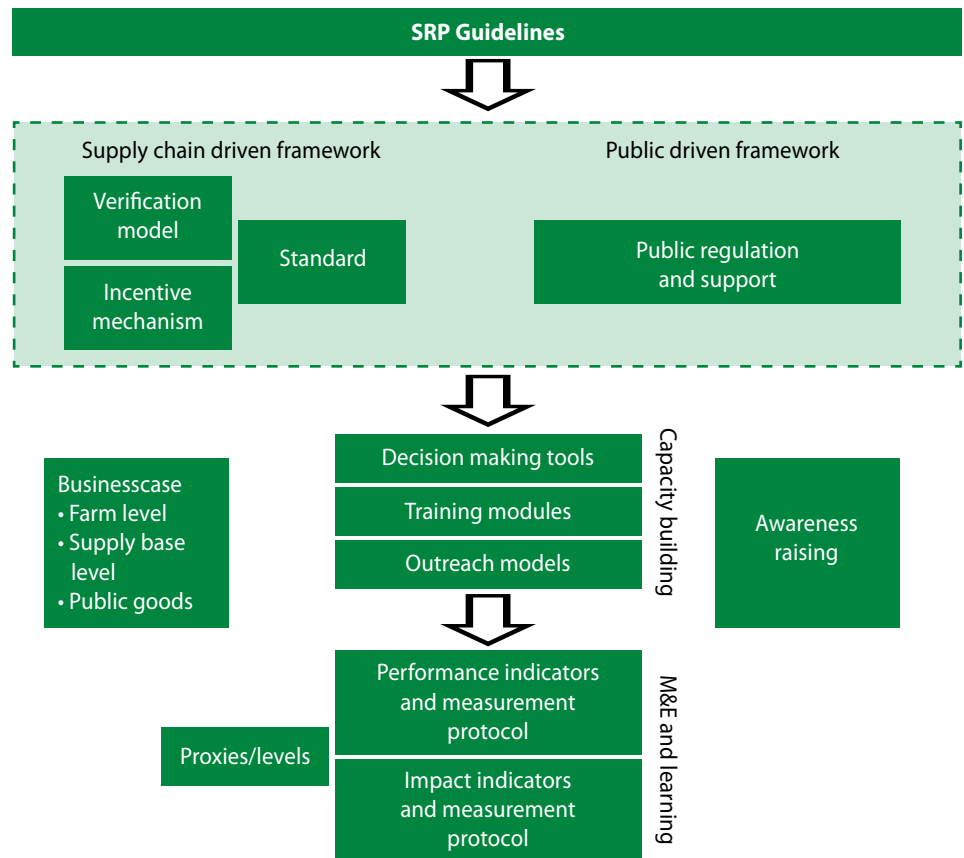 SRP Guidelines
Supply chain driven framework
Public driven framework
Verification
model
Incentive
mechanism
Standard
Public regulation
and support
Businesscase
• Farm level
• Supply base
level
• Public goods
Decision making tools
Training modules
Outreach models
Capacity building
Awareness
raising
Proxies/levels
Performance indicators
and measurement
protocol
Impact indicators
and measurement
protocol
M&E and learning